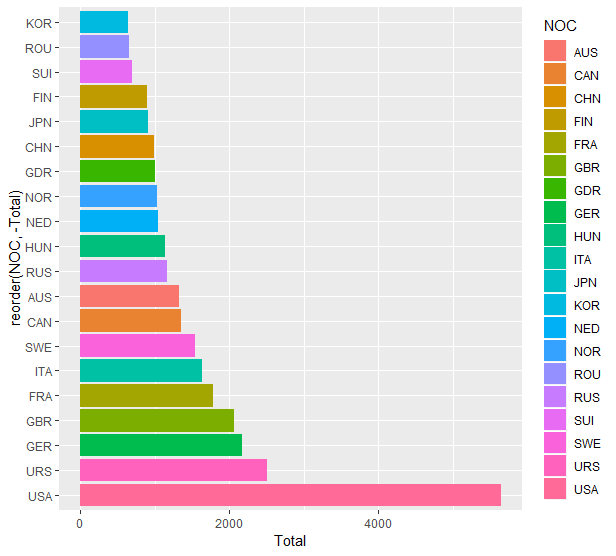 reorder(NOC, -Total)
KOR
ROU
SUI
FIN
JPN
CHN
GDR
NOR
NED
HUN
RUS
AUS
CAN
SWE
ITA
FRA
GBR
GER
URS
USA
0 2000 4000
Total
NOC
AUS
CAN
CHN
FIN
FRA
GBR
GDR
GER
HUN
ITA
JPN
KOR
NED
NOR
ROU
RUS
SUI
SWE
URS
USA